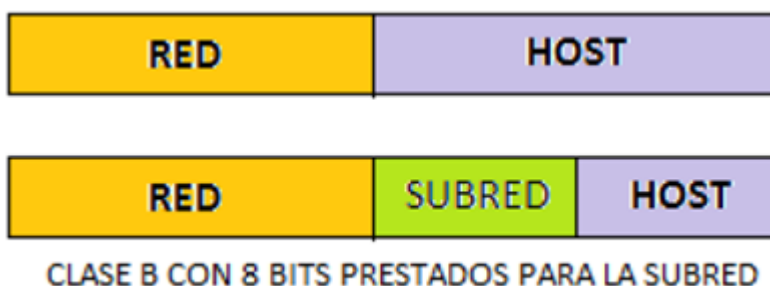 RED HOST
RED SUBRED HOST
CLASE B CON 8 BITS PRESTADOS PARA LA SUBRED